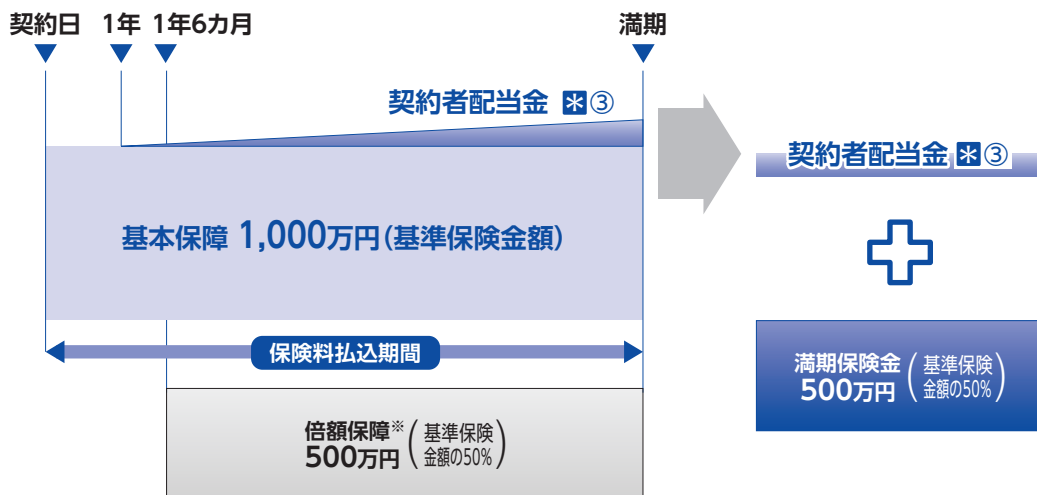 契約日 1年 1年6カ月 満期
契約者配当金 *③
基本保障 1,000万円(基準保険金額)
保険料払込期間
倍額保障※
500万円
(基準保険
金額の50%)
契約者配当金 *③
満期保険金
500万円
(基準保険
金額の50%)